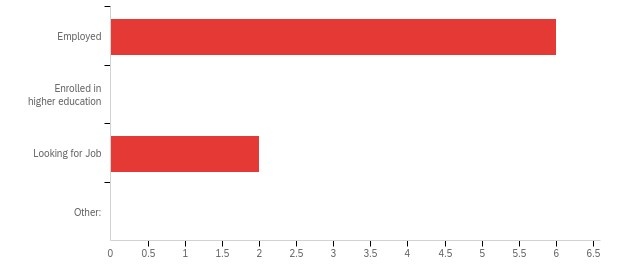 Employed
Enrolled in
higher education
Looking for Job
Other:
0 0.5 1 1.5 2 2.5 3 3.5 4 4.5 5 5.5 6 6.5